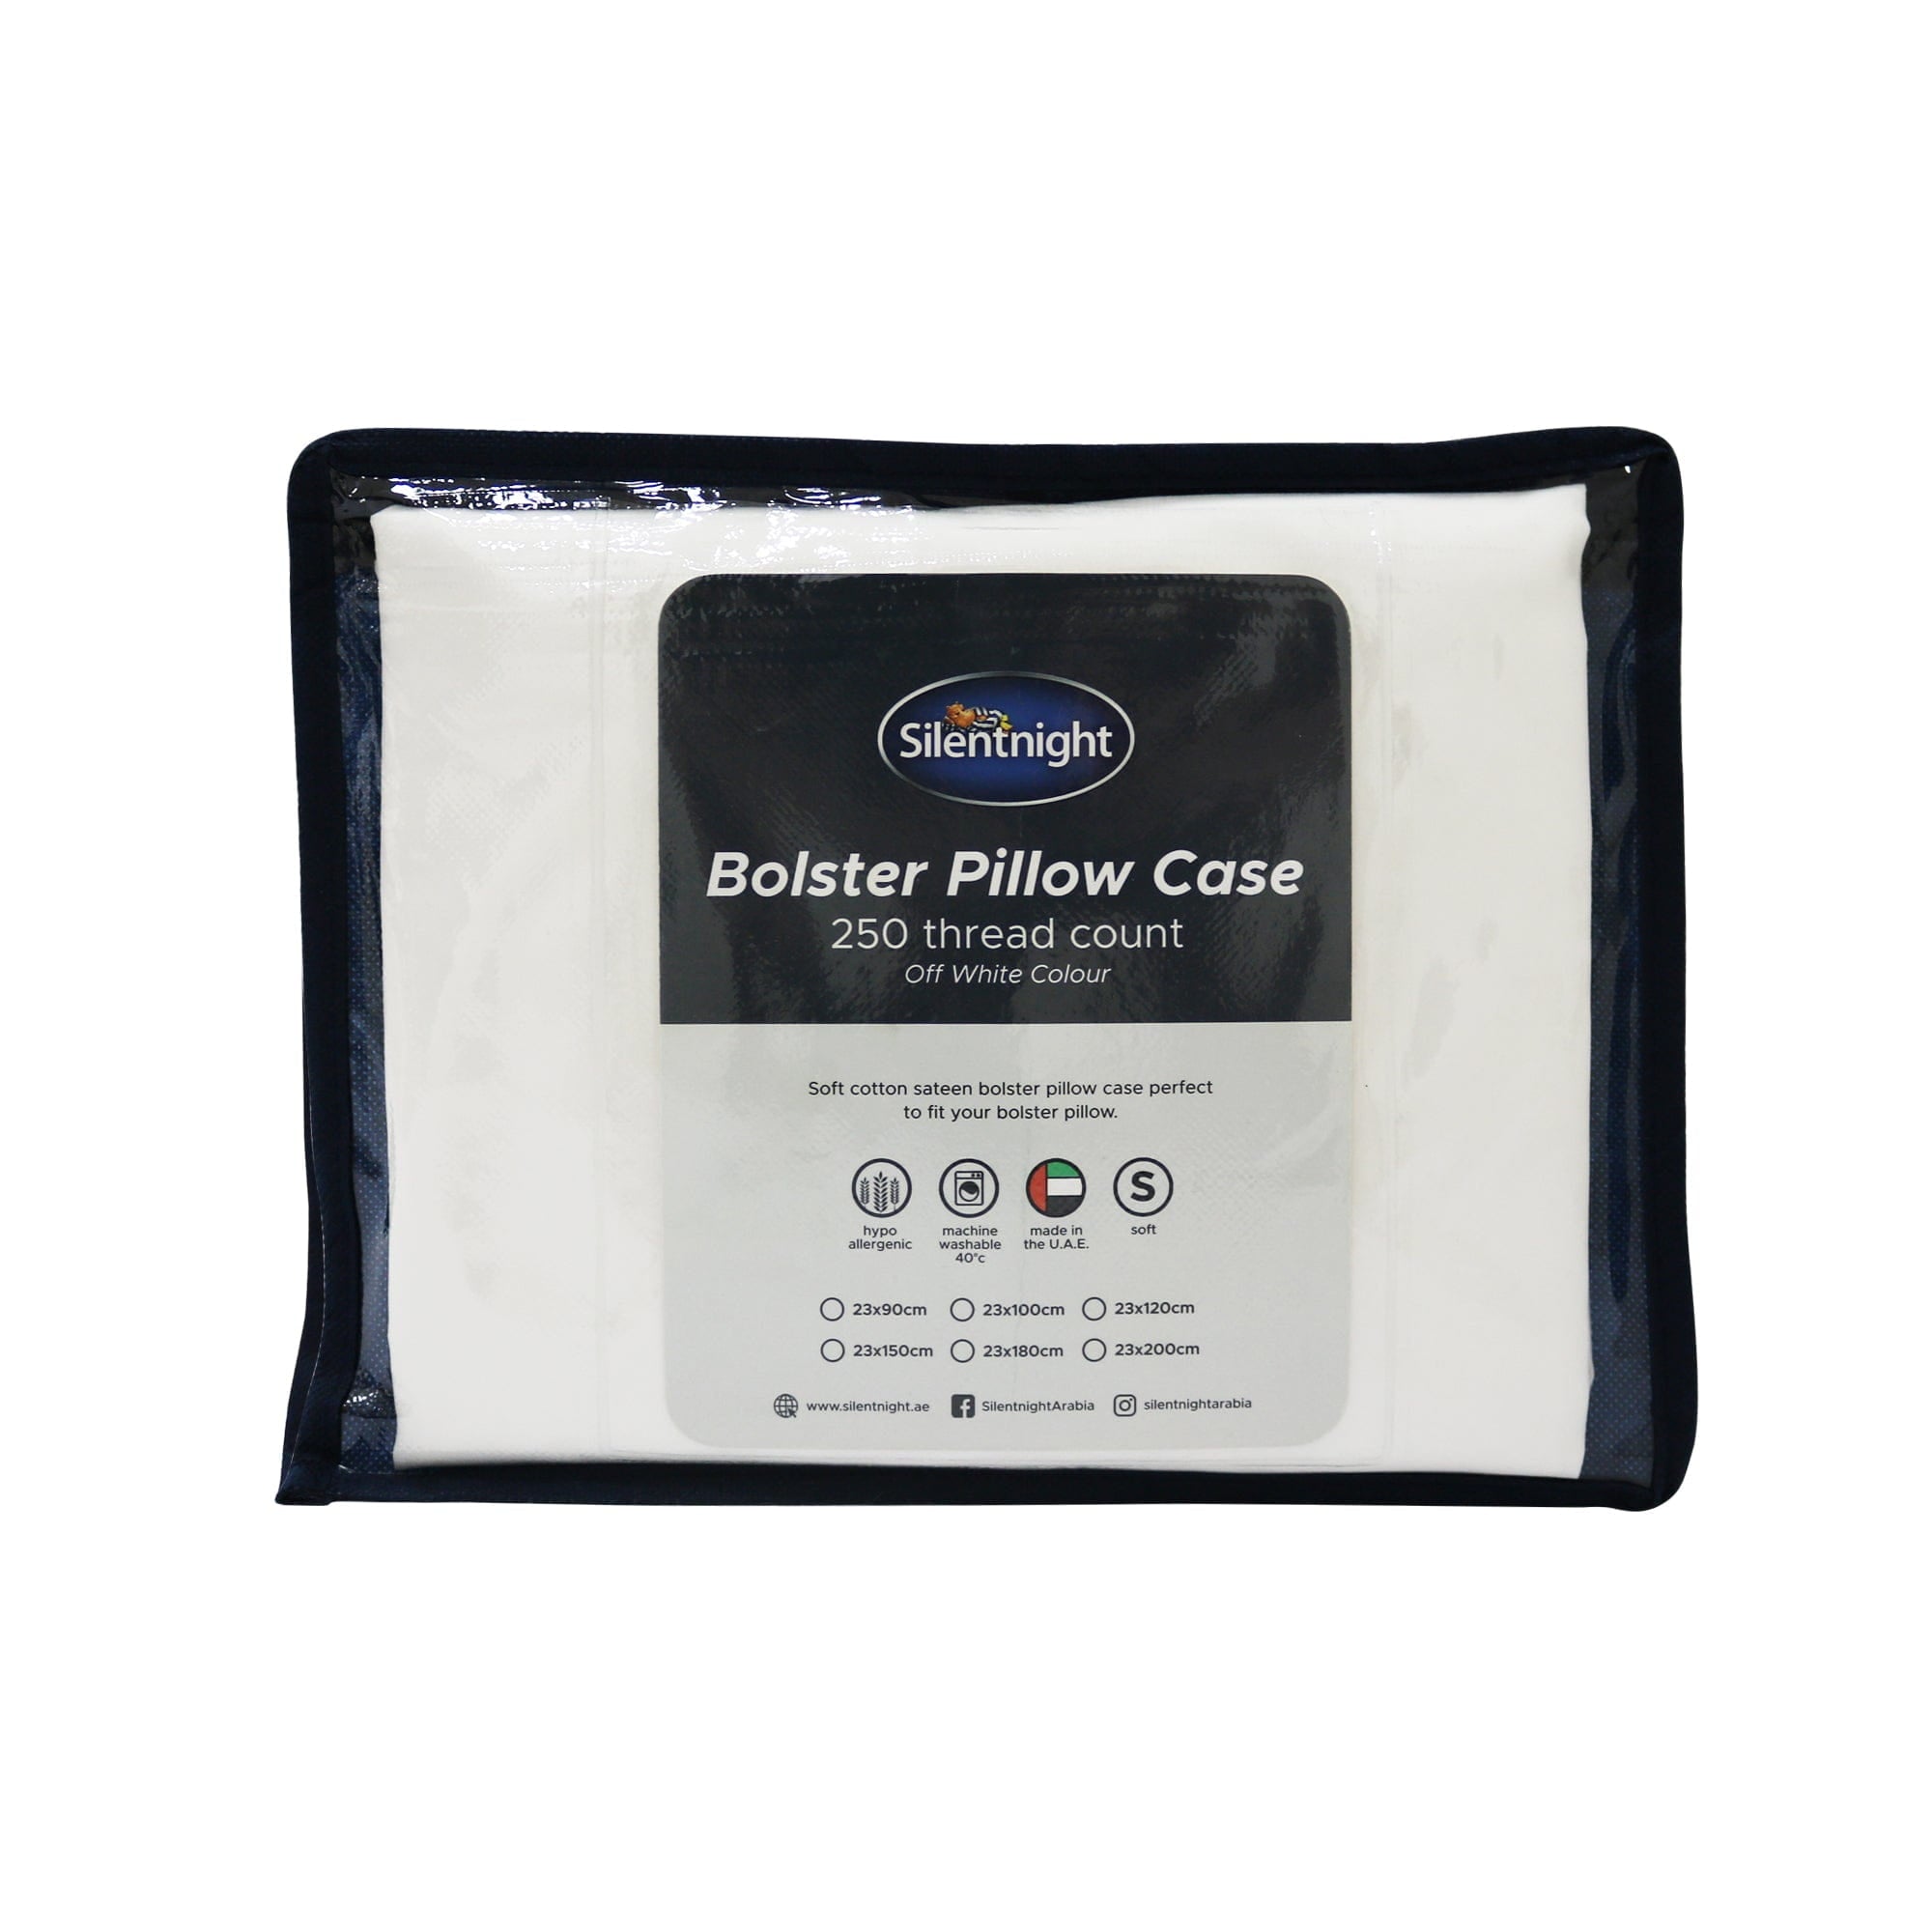 Silentnight
Bolster Pillow Case
250 thread count
Off White Colour
Soft cotton sateen bolster pillow case perfect
to fit your bolster pillow.
hypo
allergenic
machine
washable
40°c
made in
the U.A.E.
S
soft
23x90cm 23x100cm 23x120cm
23x150cm 23x180cm 23x200cm
www.silentnight.ae SilentnightArabia silentnightarabia